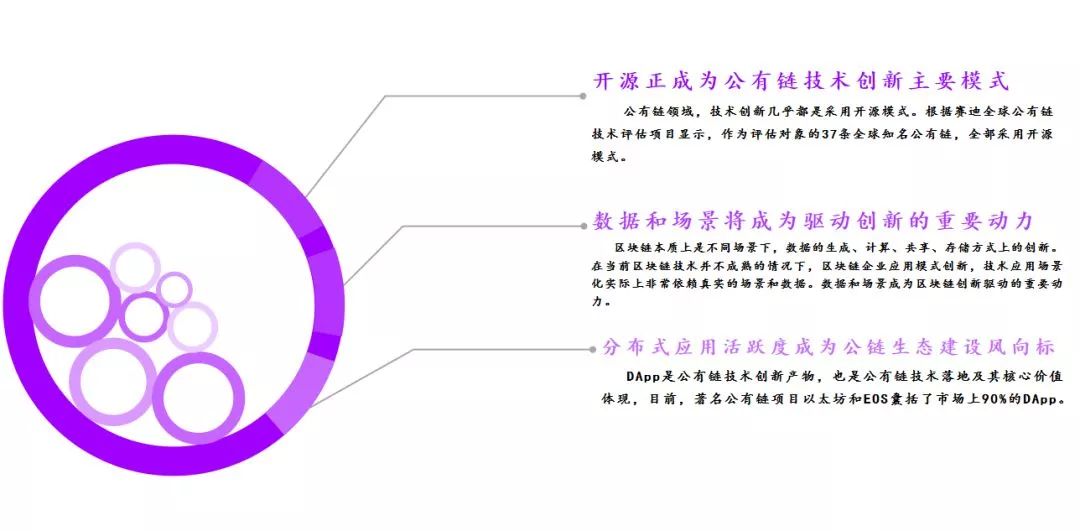 开源正成为公有链技术创新主要模式
公有链领域，技术创新几乎都是采用开源模式。根据赛迪全球公有链
技术评估项目显示，作为评估对象的37条全球知名公有链，全部采用开源
模式。
数据和场景将成为驱动创新的重要动力
区块链本质上是不同场景下，数据的生成、计算、共享、存储方式上的创新。
在当前区块链技术并不成熟的情况下，区块链企业应用模式创新，技术应用场景
化实际上非常依赖真实的场景和数据。数据和场景成为区块链创新驱动的重要动
力。
分布式应用活跃度成为公链生态建设风向标
DApp是公有链技术创新产物，也是公有链技术落地及其核心价值
体现，目前，著名公有链项目以太坊和EOS囊括了市场上90%的DApp。